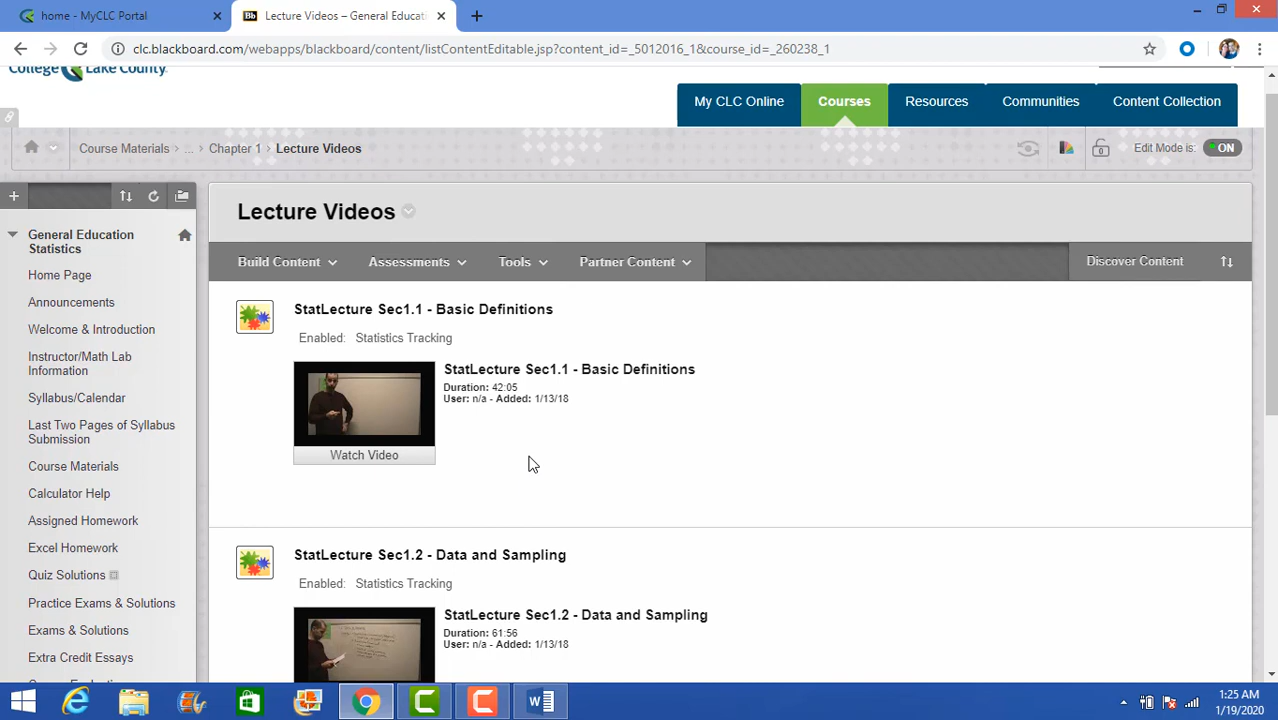 home - MyCLC Portal
Bb
Lecture Videos – General Educati
clc.blackboard.com/webapps/blackboard/content/listContentEditable.jsp?content_id=_5012016_1&course_id=_260238_1
College Lake County
My CLC Online
Courses
Resources
Communities
Content Collection
Course Materials > ... > Chapter 1 > Lecture Videos
Edit Mode is: ON
Lecture Videos
General Education Statistics
Home Page
Announcements
Welcome & Introduction
Instructor/Math Lab
Information
Syllabus/Calendar
Last Two Pages of Syllabus
Submission
Course Materials
Calculator Help
Assigned Homework
Excel Homework
Quiz Solutions
Practice Exams & Solutions
Exams & Solutions
Extra Credit Essays
Build Content
Assessments
Tools
Partner Content
Discover Content
StatLecture Sec1.1 - Basic Definitions
Enabled: Statistics Tracking
StatLecture Sec1.1 - Basic Definitions
Duration: 42:05
User: n/a - Added: 1/13/18
Watch Video
StatLecture Sec1.2 - Data and Sampling
Enabled: Statistics Tracking
StatLecture Sec1.2 - Data and Sampling
Duration: 61:56
User: n/a - Added: 1/13/18
1:25 AM
1/19/2020